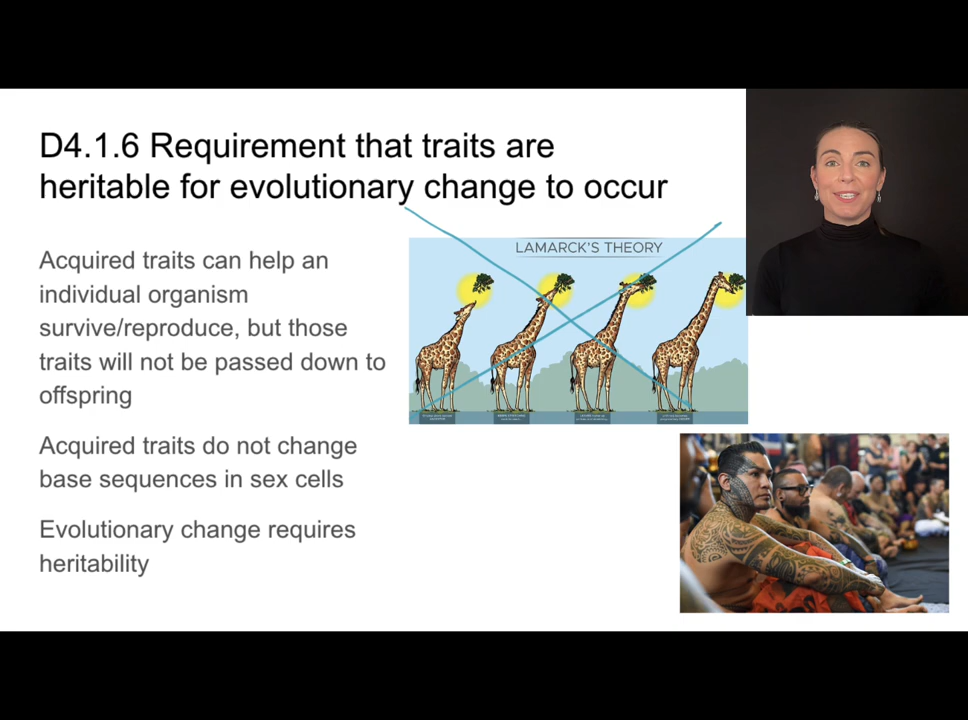 D4.1.6 Requirement that traits are
heritable for evolutionary change to occur
Acquired traits can help an
individual organism
survive/reproduce, but those
traits will not be passed down to
offspring
Acquired traits do not change
base sequences in sex cells
Evolutionary change requires
heritability
LAMARCK'S THEORY